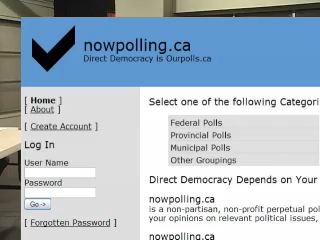 nowpolling.ca
Direct Democracy is Ourpolls.ca
[ Home ]
[ About ]
[ Create Account ]
Log In
User Name
Password
Go ->
[ Forgotten Password ]
Select one of the following Categori
Federal Polls
Provincial Polls
Municipal Polls
Other Groupings
Direct Democracy Depends on Your
nowpolling.ca
is a non-partisan, non-profit perpetual pol
your opinions on relevant political issues,
nowpolling.ca